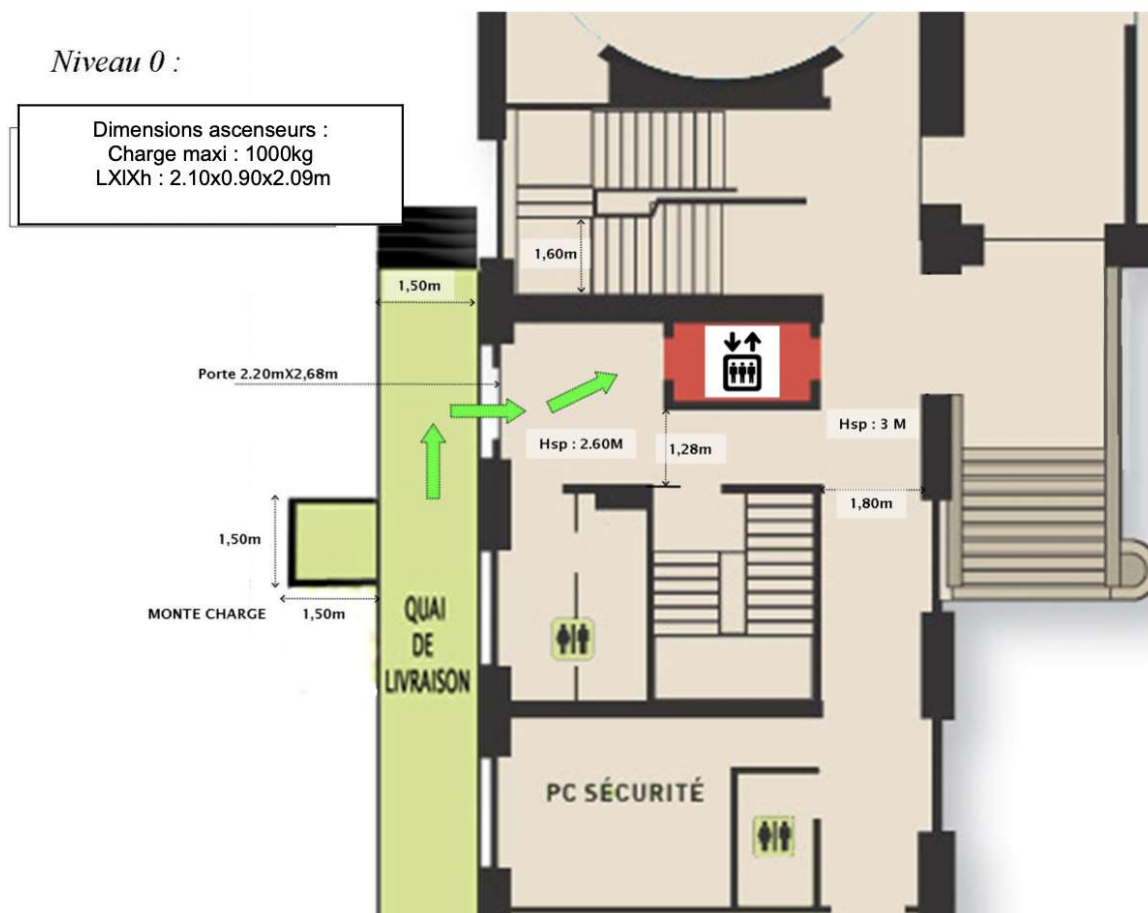 Niveau 0 :
Dimensions ascenseurs :
Charge maxi : 1000kg
LXlXh : 2.10x0.90x2.09m
1,60m
1,50m
Porte 2.20mX2,68m
Hsp : 2.60M
1,28m
Hsp : 3 M
1,80m
1,50m
MONTE CHARGE
1,50m
QUAI
DE
LIVRAISON
PC SÉCURITÉ